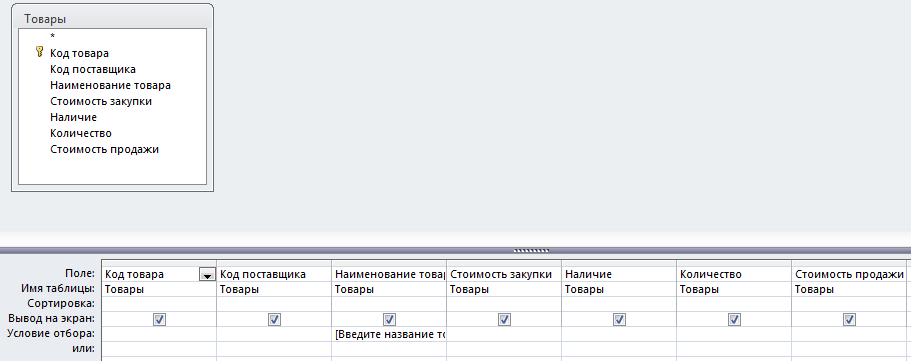 Товары
*
Код товара
Код поставщика
Наименование товара
Стоимость закупки
Наличие
Количество
Стоимость продажи
Поле: Код товара Код поставщика Наименование товар Стоимость закупки Наличие Количество Стоимость продажи
Имя таблицы: Товары Товары Товары Товары Товары Товары Товары
Сортировка:
Вывод на экран:
Условие отбора: [Введите название то
или: